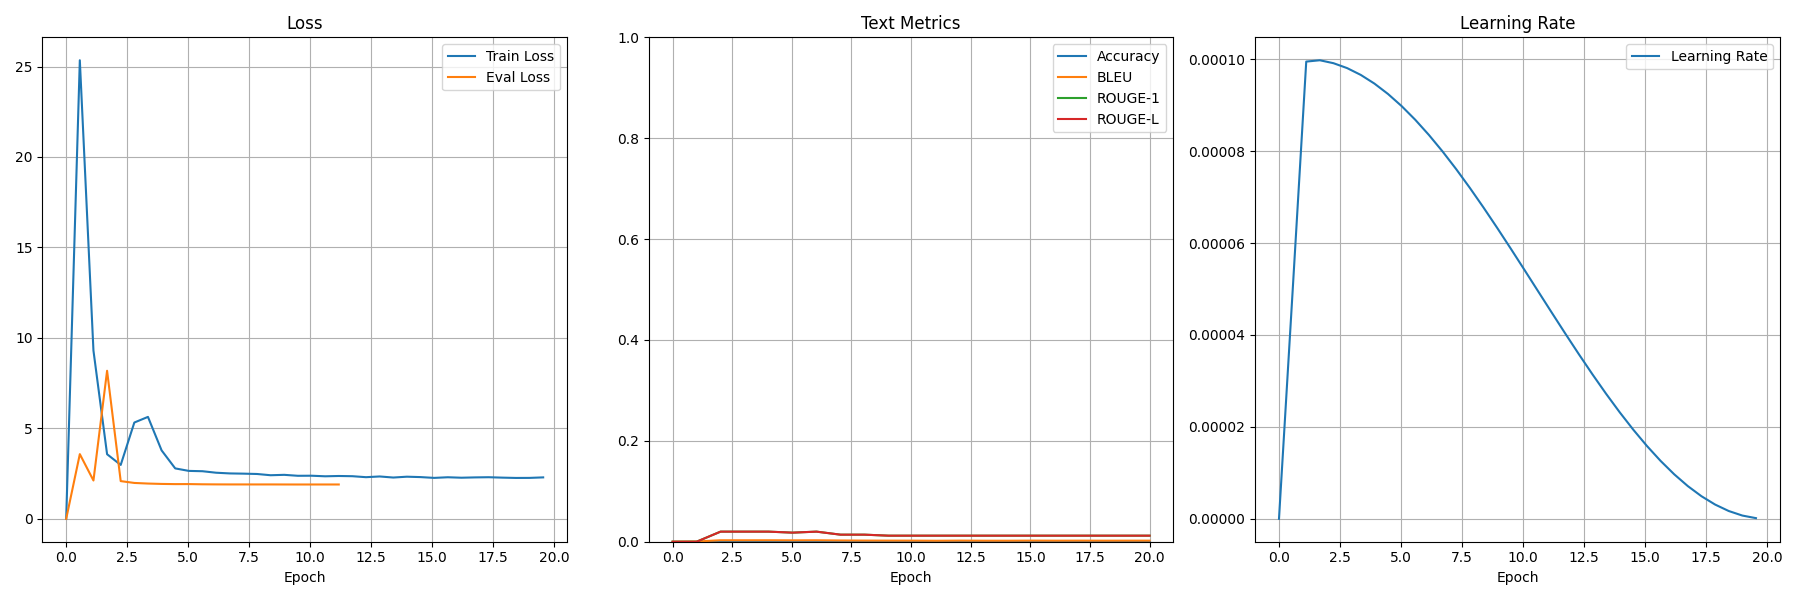 Loss
25
20
15
10
5
0
0.0 2.5 5.0 7.5 10.0 12.5 15.0 17.5 20.0
Epoch
Train Loss
Eval Loss
Text Metrics
1.0
0.8
0.6
0.4
0.2
0.0
0.0 2.5 5.0 7.5 10.0 12.5 15.0 17.5 20.0
Epoch
Accuracy
BLEU
ROUGE-1
ROUGE-L
Learning Rate
0.00010
0.00008
0.00006
0.00004
0.00002
0.00000
0.0 2.5 5.0 7.5 10.0 12.5 15.0 17.5 20.0
Epoch
Learning Rate